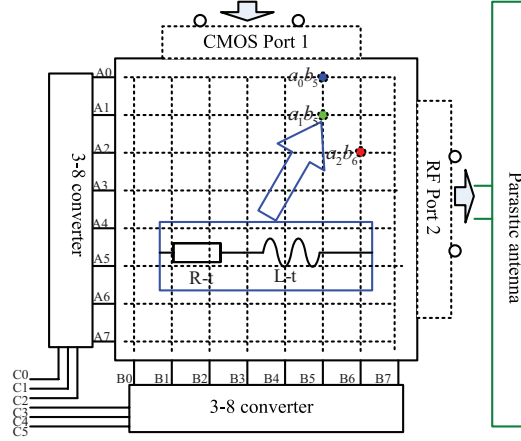 CMOS Port 1
A0
a0b5
A1
a1b5
A2
a2b6
A3
A4
A5
A6
A7
3-8 converter
R-t
L-t
RF Port 2
Parasitic antenna
B0
B1
B2
B3
B4
B5
B6
B7
3-8 converter
C0
C1
C2
C3
C4
C5